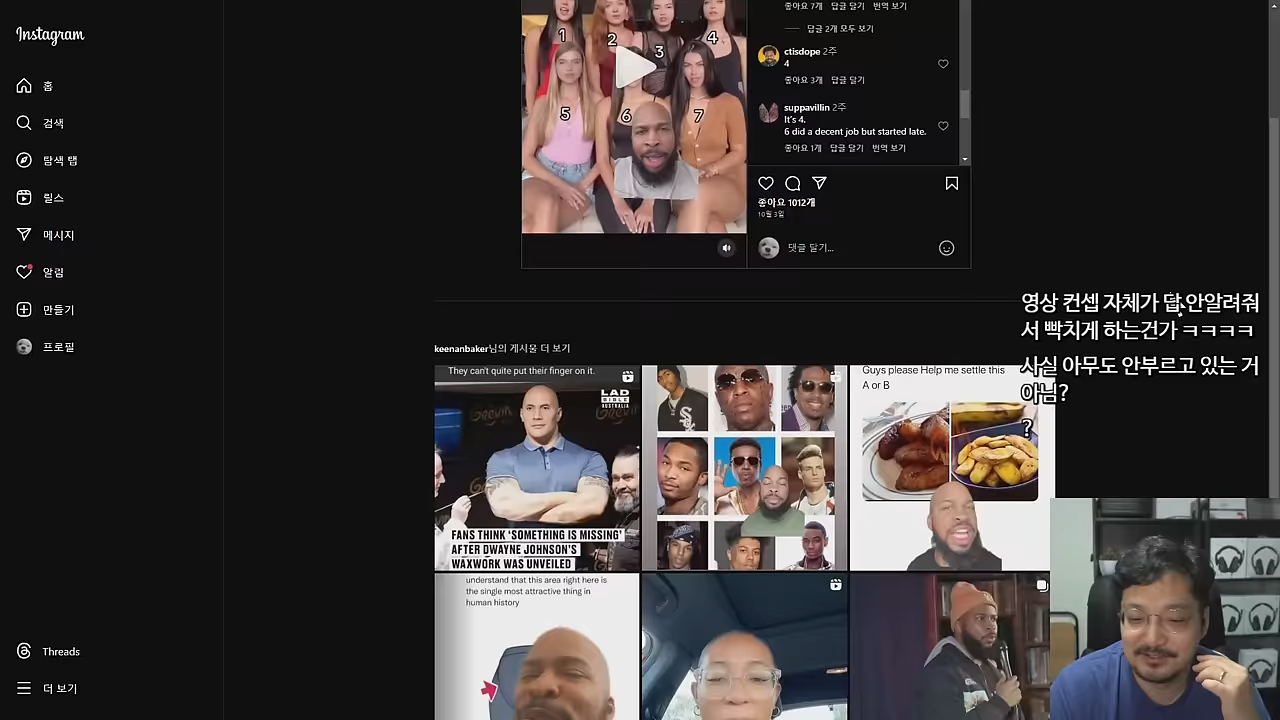 Instagram
홈
검색
탐색 탭
릴스
메시지
알림
만들기
프로필
Threads
더 보기
1
2
3
4
5
6
7
좋아요 7개 답글 달기 번역 보기
답글 2개 모두 보기
ctisdope 2주
4
좋아요 3개 답글 달기
suppavillin 2주
It's 4.
6 did a decent job but started late.
좋아요 1개 답글 달기 번역 보기
좋아요 1012개
10월 3일
댓글 달기...
keenanbaker님의 게시물 더 보기
They can't quite put their finger on it.
LAD
BIBLE
AUSTRALIA
Grévin
FANS THINK 'SOMETHING IS MISSING'
AFTER DWAYNE JOHNSON'S
WAXWORK WAS UNVEILED
Guys please Help me settle this
A or B
understand that this area right here is
the single most attractive thing in
human history
영상 컨셉 자체가 답 안알려줘
서 빡치게 하는건가 ㅋㅋㅋㅋ
사실 아무도 안부르고 있는 거
아님?
?